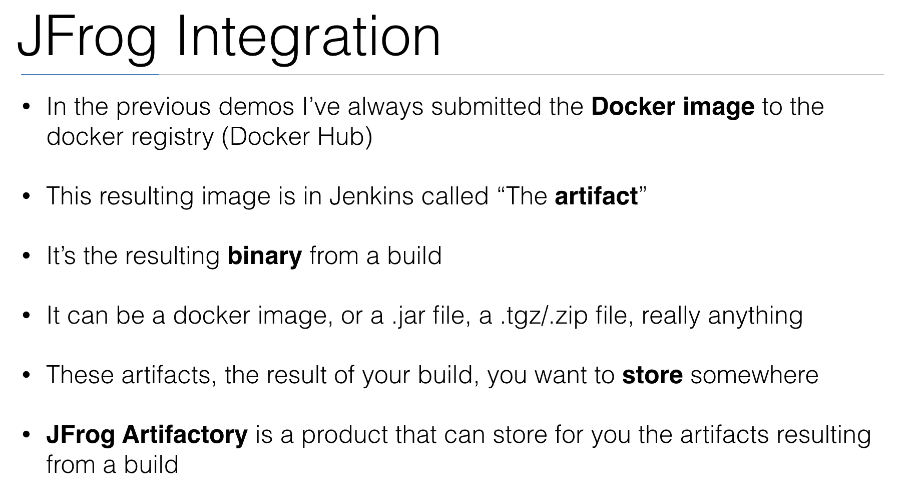 JFrog Integration
• In the previous demos I’ve always submitted the Docker image to the
docker registry (Docker Hub)
• This resulting image is in Jenkins called “The artifact”
• It’s the resulting binary from a build
• It can be a docker image, or a .jar file, a .tgz/.zip file, really anything
• These artifacts, the result of your build, you want to store somewhere
• JFrog Artifactory is a product that can store for you the artifacts resulting
from a build